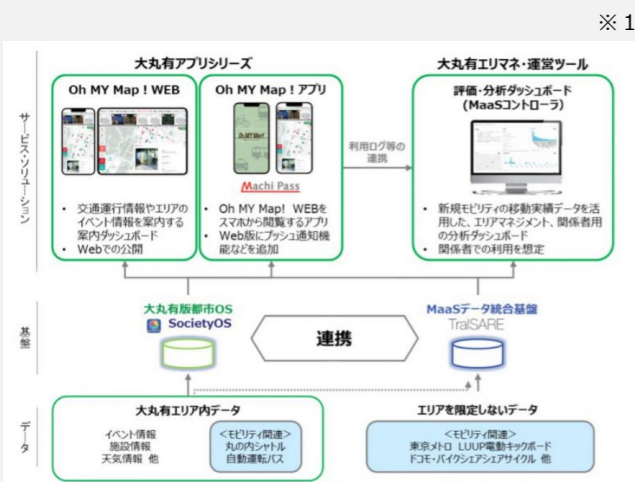 ※1
大丸有アプリシリーズ
大丸有エリマネ・運営ツール
サービス・ソリューション
Oh MY Map！WEB
・ 交通運行情報やエリアのイベント情報を案内する案内ダッシュボード
・ Webでの公開
Oh MY Map！アプリ
Oh MY Map!
Machi Pass
・ Oh MY Map！WEBをスマホから閲覧するアプリ
・ Web版にプッシュ通知機能などを追加
利用ログ等の
連携
評価・分析ダッシュボード
(MaaSコントローラ)
・ 新規モビリティの移動実績データを活用した、エリアマネジメント、関係者用の分析ダッシュボード
・ 関係者での利用を想定
基盤
大丸有版都市OS
SocietyOS
連携
MaaSデータ統合基盤
TraISARE
データ
大丸有エリア内データ
イベント情報
施設情報
天気情報 他
<モビリティ関連>
丸の内シャトル
自動運転バス
エリアを限定しないデータ
<モビリティ関連>
東京メトロ LUUP電動キックボード
ドコモ・バイクシェアシェアサイクル 他